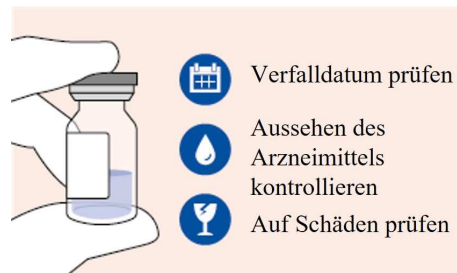 Verfalldatum prüfen
Aussehen des
Arzneimittels
kontrollieren
Auf Schäden prüfen